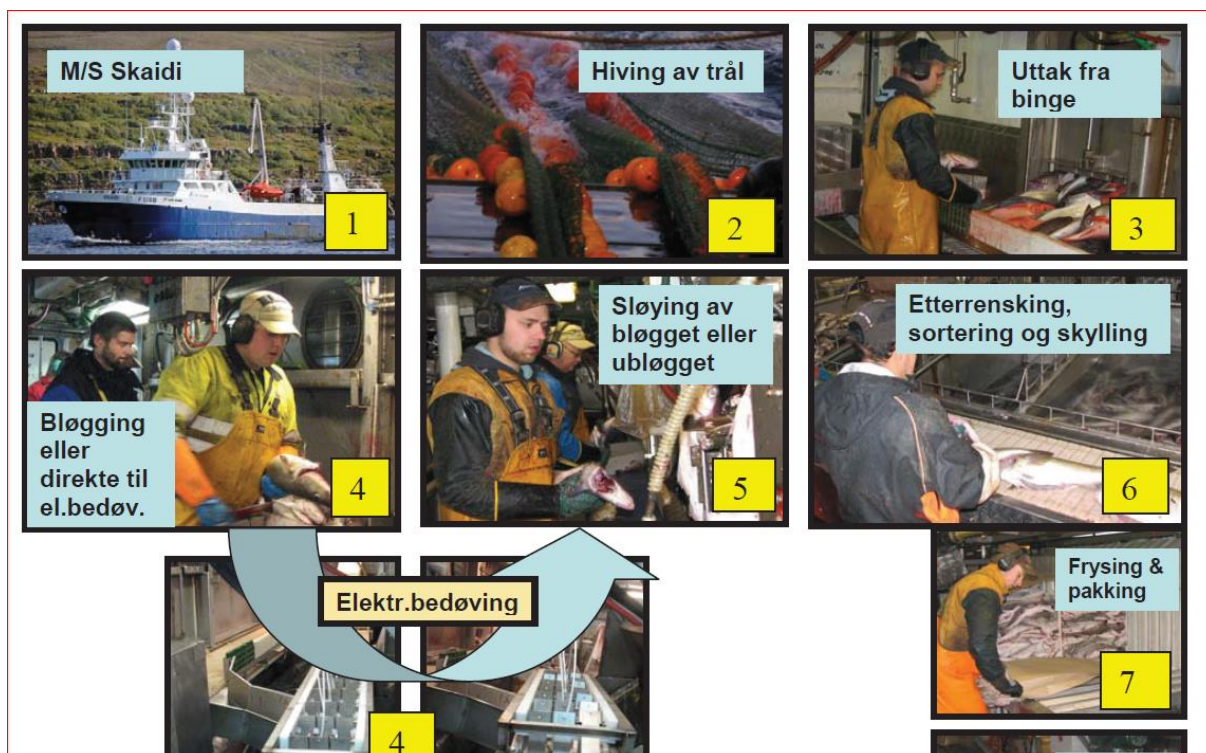 M/S Skaidi
1
Hiving av trål
2
Uttak fra
binge
3
Bløgging
eller
direkte til
el.bedøv.
4
Sløying av
bløgget eller
ubløgget
5
Etterrensking,
sortering og skylling
6
Elektr.bedøving
4
Frysing &
pakking
7